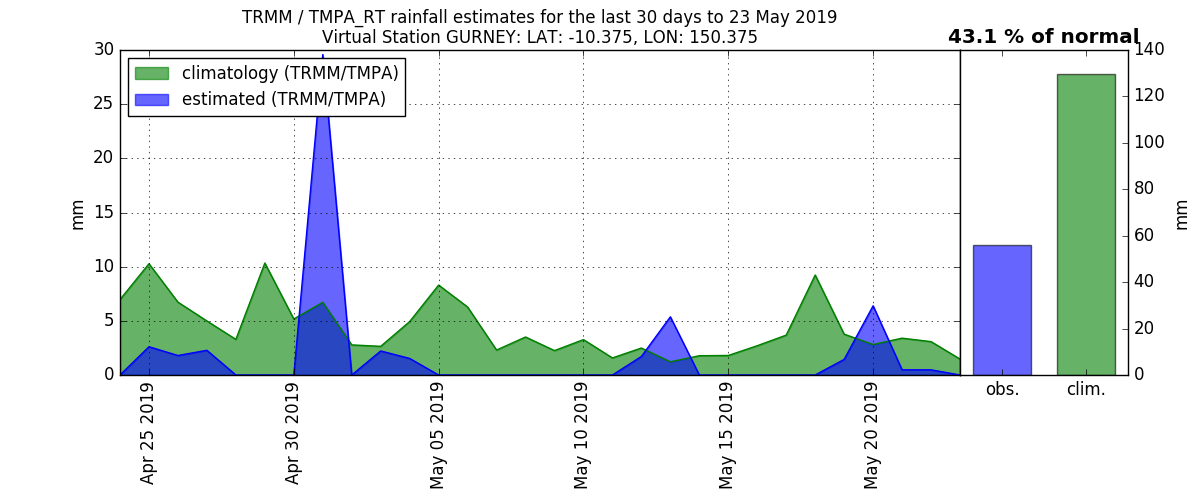 TRMM / TMPA_RT rainfall estimates for the last 30 days to 23 May 2019
Virtual Station GURNEY: LAT: -10.375, LON: 150.375
43.1 % of normal
climatology (TRMM/TMPA)
estimated (TRMM/TMPA)
30
25
20
15
10
5
0
mm
Apr 25 2019
Apr 30 2019
May 05 2019
May 10 2019
May 15 2019
May 20 2019
140
120
100
80
60
40
20
0
mm
obs.
clim.